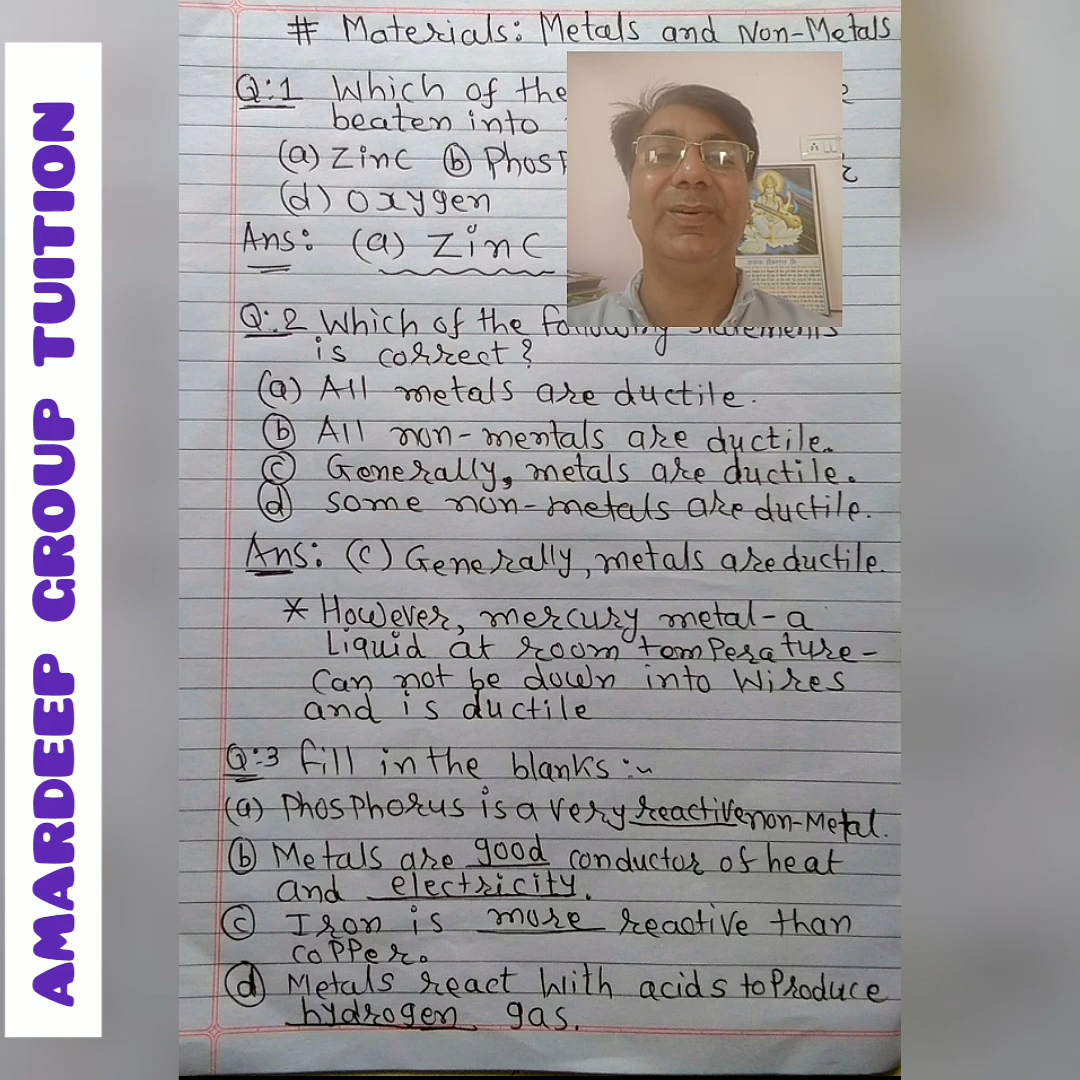 AMARDEEP GROUP TUITION
# Materials: Metals and Non-Metals
Q:1 Which of the
beaten into
(a) Zinc (b) Phosp
(d) Oxygen
Ans: (a) Zinc
Q:2 Which of the following statements
is correct?
(a) All metals are ductile.
(b) All non-mentals are dyctile.
(c) Generally, metals are ductile.
(d) some non-metals are ductile.
Ans: (c) Generally, metals are ductile.
* However, mercury metal - a
liquid at room temperature -
can not be down into wires
and is ductile
Q:3 fill in the blanks :~
(a) Phosphorus is a very reactive non-Metal.
(b) Metals are good conductor of heat
and electricity.
(c) Iron is more reactive than
copper.
(d) Metals react with acids to Produce
hydrogen gas.